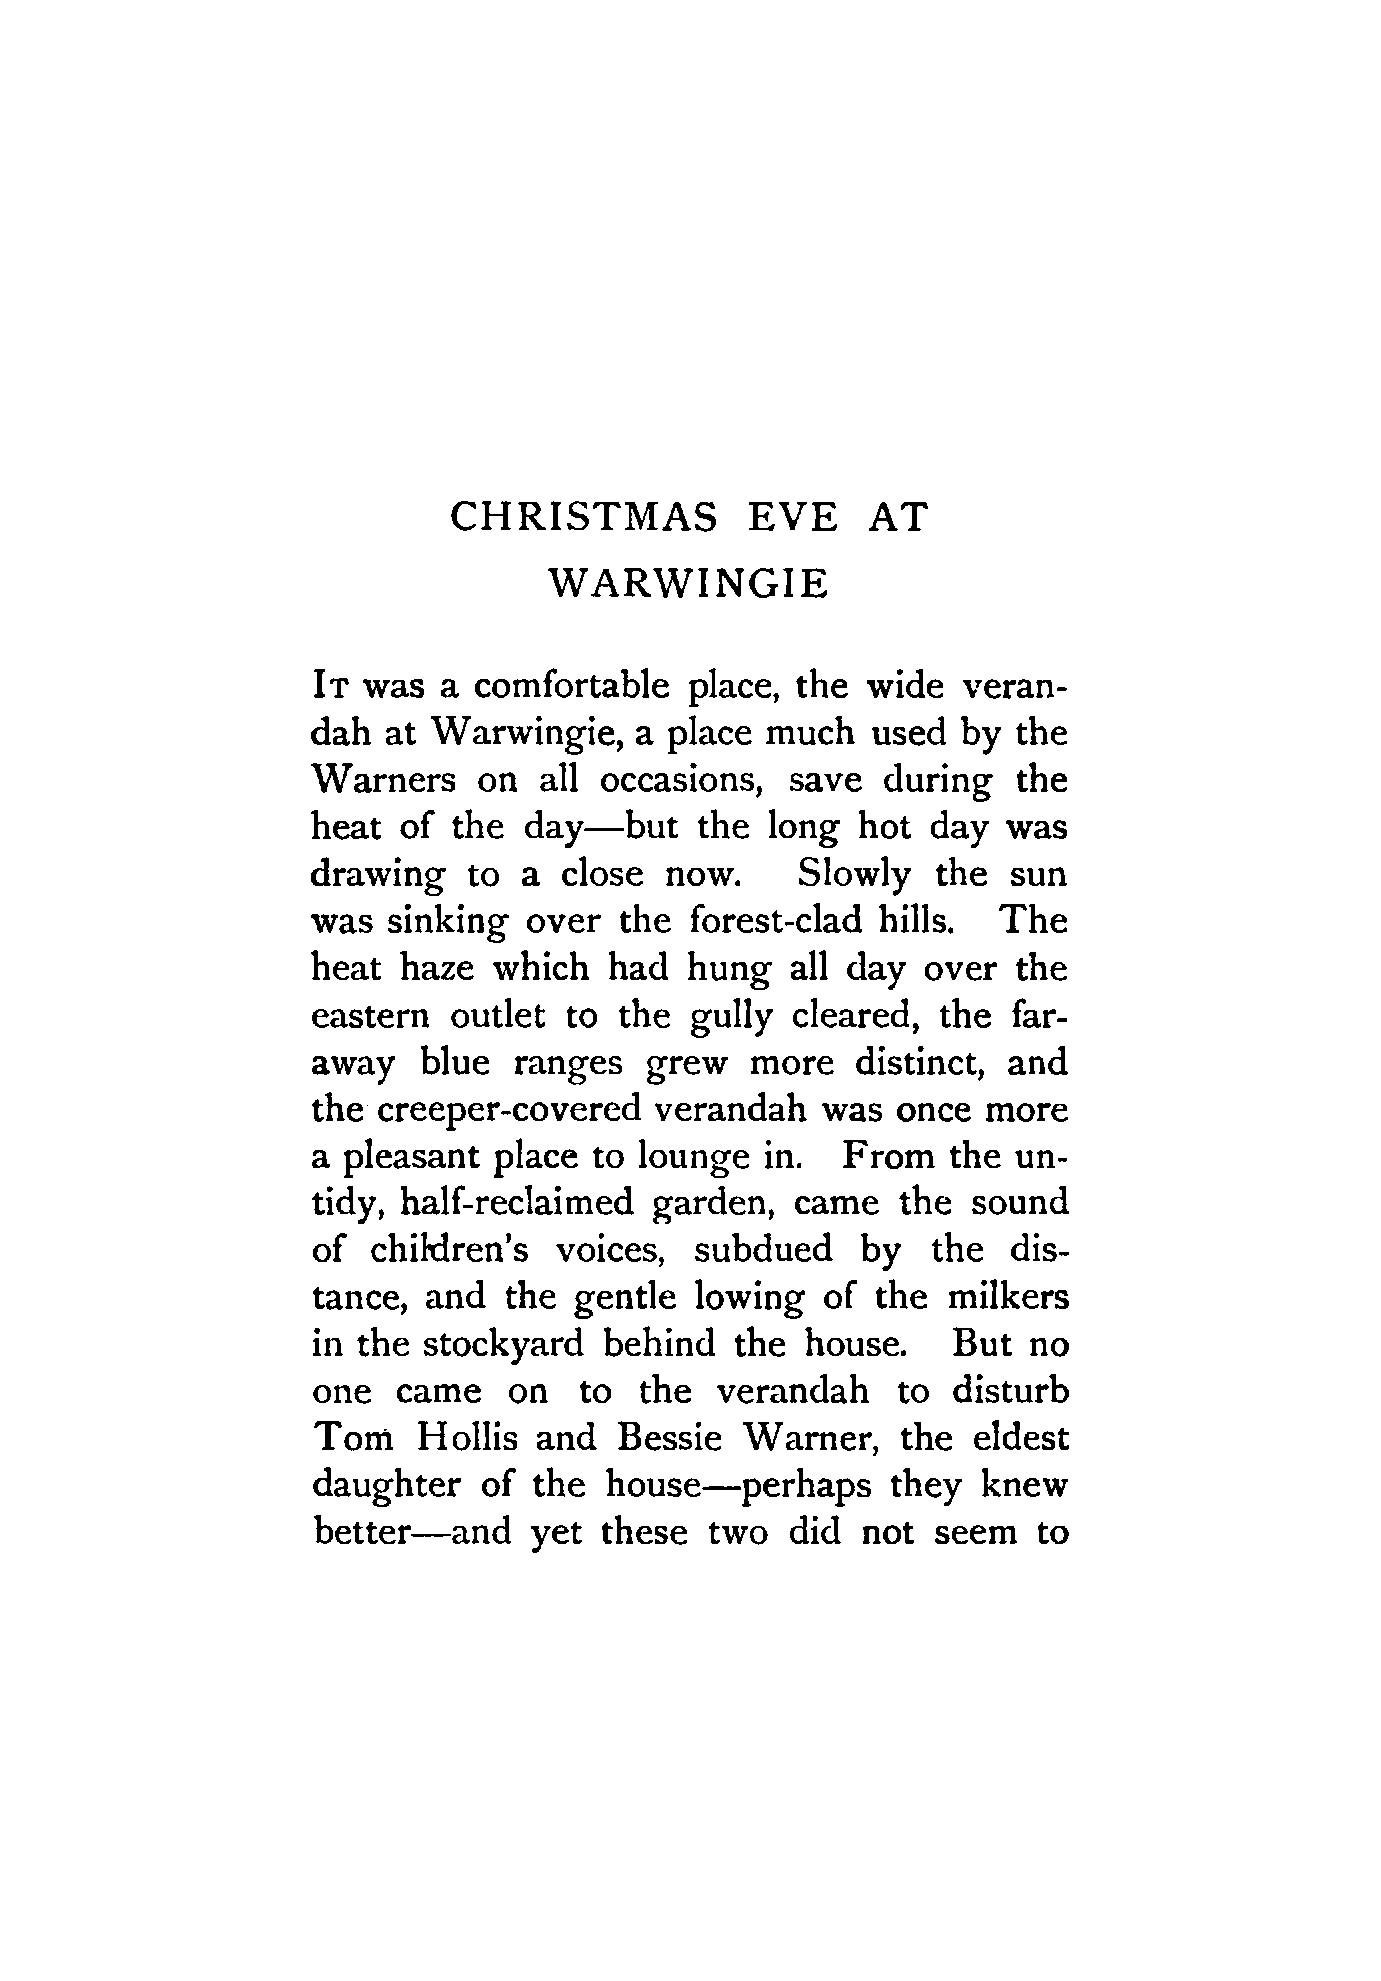 CHRISTMAS EVE AT
WARWINGIE
IT was a comfortable place, the wide veran-
dah at Warwingie, a place much used by the
Warners on all occasions, save during the
heat of the day—but the long hot day was
drawing to a close now. Slowly the sun
was sinking over the forest-clad hills. The
heat haze which had hung all day over the
eastern outlet to the gully cleared, the far-
away blue ranges grew more distinct, and
the creeper-covered verandah was once more
a pleasant place to lounge in. From the un-
tidy, half-reclaimed garden, came the sound
of children's voices, subdued by the dis-
tance, and the gentle lowing of the milkers
in the stockyard behind the house. But no
one came on to the verandah to disturb
Tom Hollis and Bessie Warner, the eldest
daughter of the house—perhaps they knew
better—and yet these two did not seem to